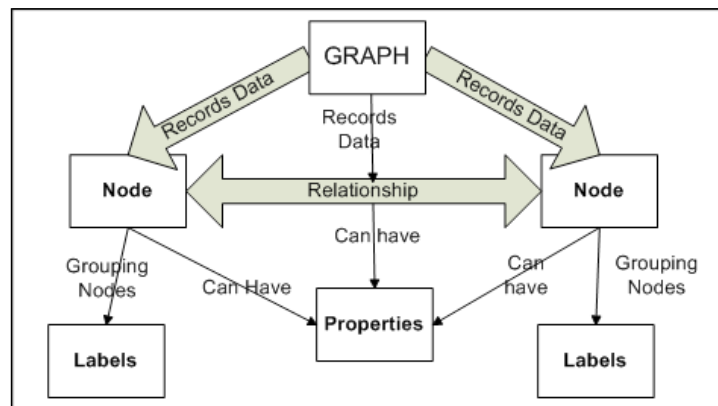 GRAPH
Records Data
Records Data
Records
Data
Node
Relationship
Node
Can have
Grouping
Nodes
Can Have
Can
have
Grouping
Nodes
Properties
Labels
Labels